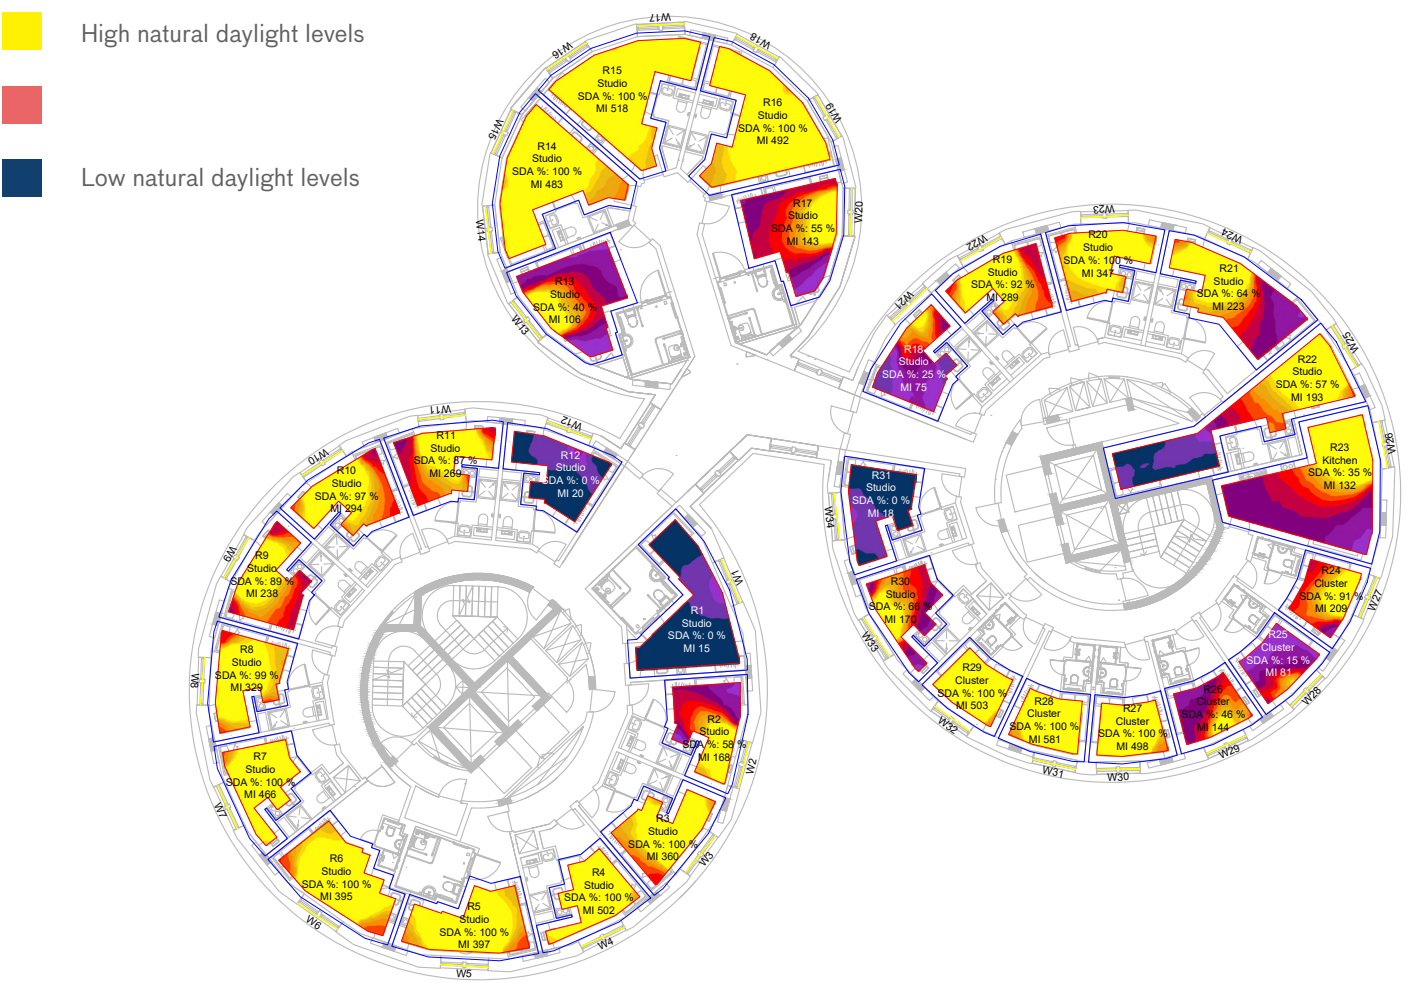 High natural daylight levels
Low natural daylight levels
W17
W16
W18
W15
W19
R15
Studio
SDA %: 100 %
MI 518
R16
Studio
SDA %: 100 %
MI 492
R14
Studio
SDA %: 100 %
MI 483
R17
Studio
SDA %: 55 %
MI 143
W14
W20
R13
Studio
SDA %: 40 %
MI 106
W13
W23
W22
W24
W21
W25
R20
Studio
SDA %: 100 %
MI 347
R19
Studio
SDA %: 92 %
MI 289
R21
Studio
SDA %: 64 %
MI 223
R18
Studio
SDA %: 25 %
MI 75
R22
Studio
SDA %: 57 %
MI 193
R23
Kitchen
SDA %: 35 %
MI 132
W26
W11
W12
W10
R11
Studio
SDA %: 87 %
MI 269
R12
Studio
SDA %: 0 %
MI 20
R10
Studio
SDA %: 97 %
MI 294
R31
Studio
SDA %: 0 %
MI 18
W34
W9
R9
Studio
SDA %: 89 %
MI 238
W1
R1
Studio
SDA %: 0 %
MI 15
R30
Studio
SDA %: 66 %
MI 170
W33
R24
Cluster
SDA %: 91 %
MI 209
W27
R25
Cluster
SDA %: 15 %
MI 81
W28
R8
Studio
SDA %: 99 %
MI 329
W8
R29
Cluster
SDA %: 100 %
MI 503
W32
R28
Cluster
SDA %: 100 %
MI 581
W31
R27
Cluster
SDA %: 100 %
MI 498
W30
R26
Cluster
SDA %: 46 %
MI 144
W29
R2
Studio
SDA %: 58 %
MI 168
W2
R7
Studio
SDA %: 100 %
MI 466
W7
R3
Studio
SDA %: 100 %
MI 360
W3
R6
Studio
SDA %: 100 %
MI 395
W6
R4
Studio
SDA %: 100 %
MI 502
W4
R5
Studio
SDA %: 100 %
MI 397
W5